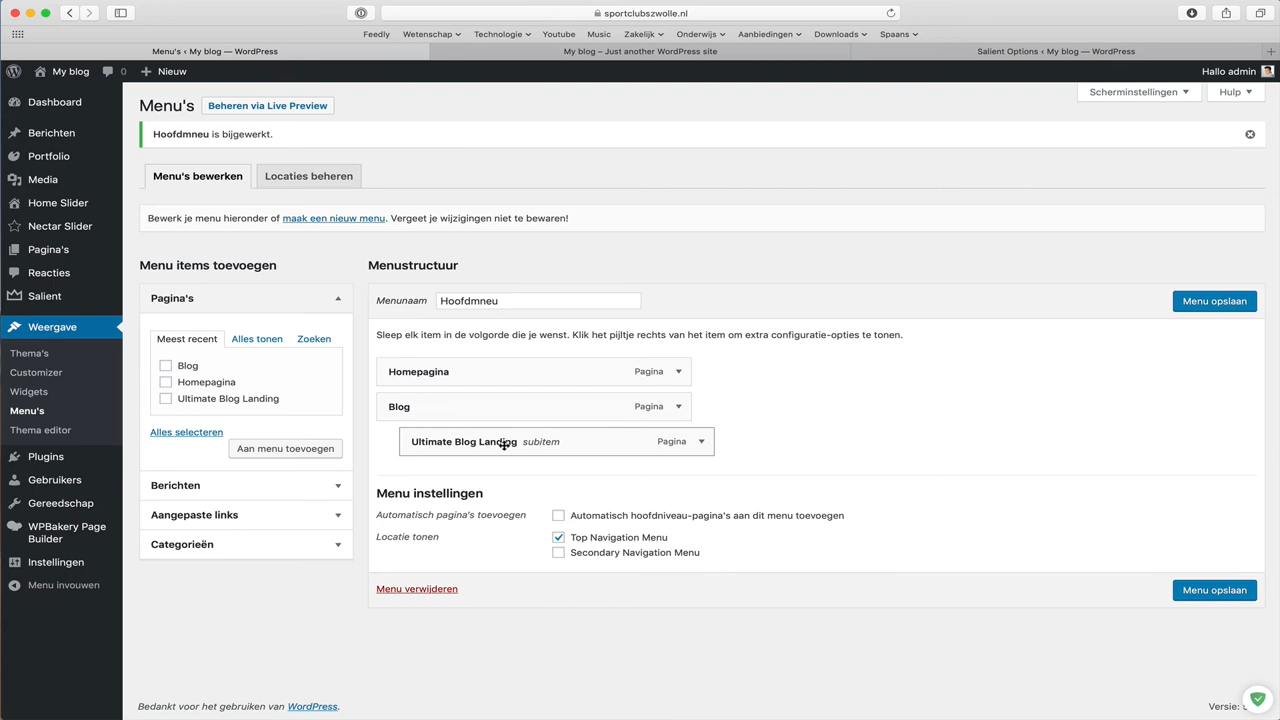 sportclubszwolle.nl
Feedly Wetenschap Technologie Youtube Music Zakelijk Onderwijs Aanbiedingen Downloads Spaans
Menu's < My blog — WordPress
My blog – Just another WordPress site
Salient Options < My blog — WordPress
My blog 0 Nieuw
Hallo admin
Dashboard
Berichten
Portfolio
Media
Home Slider
Nectar Slider
Pagina's
Reacties
Salient
Weergave
Thema's
Customizer
Widgets
Menu's
Thema editor
Plugins
Gebruikers
Gereedschap
WPBakery Page
Builder
Instellingen
Menu invouwen
Menu's
Beheren via Live Preview
Scherminstellingen
Hulp
Hoofdmneu is bijgewerkt.
Menu's bewerken
Locaties beheren
Bewerk je menu hieronder of maak een nieuw menu. Vergeet je wijzigingen niet te bewaren!
Menu items toevoegen
Pagina's
Meest recent
Alles tonen
Zoeken
Blog
Homepagina
Ultimate Blog Landing
Alles selecteren
Aan menu toevoegen
Berichten
Aangepaste links
Categorieën
Menustructuur
Menunaam
Hoofdmneu
Menu opslaan
Sleep elk item in de volgorde die je wenst. Klik het pijltje rechts van het item om extra configuratie-opties te tonen.
Homepagina Pagina
Blog Pagina
Ultimate Blog Landing subitem Pagina
Menu instellingen
Automatisch pagina's toevoegen
Automatisch hoofdniveau-pagina's aan dit menu toevoegen
Locatie tonen
Top Navigation Menu
Secondary Navigation Menu
Menu verwijderen
Menu opslaan
Bedankt voor het gebruiken van WordPress.
Versie: